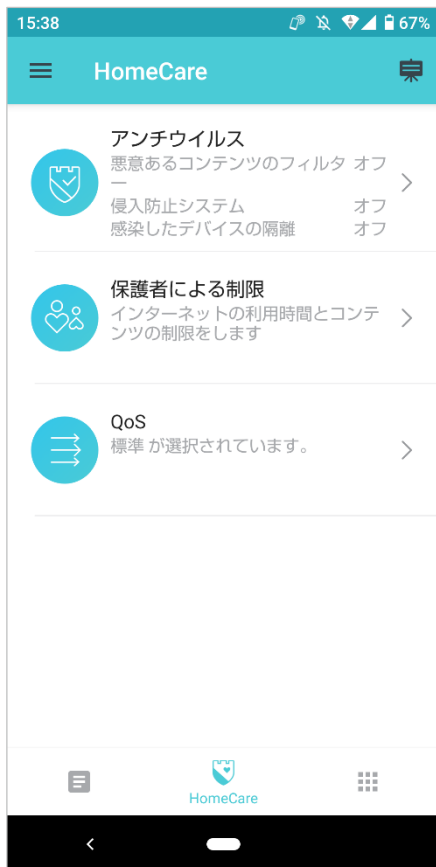 15:38
67%
HomeCare
アンチウイルス
悪意あるコンテンツのフィルタ オフ
ー
侵入防止システム オフ
感染したデバイスの隔離 オフ
保護者による制限
インターネットの利用時間とコンテ
ンツの制限をします
QoS
標準 が選択されています。
HomeCare